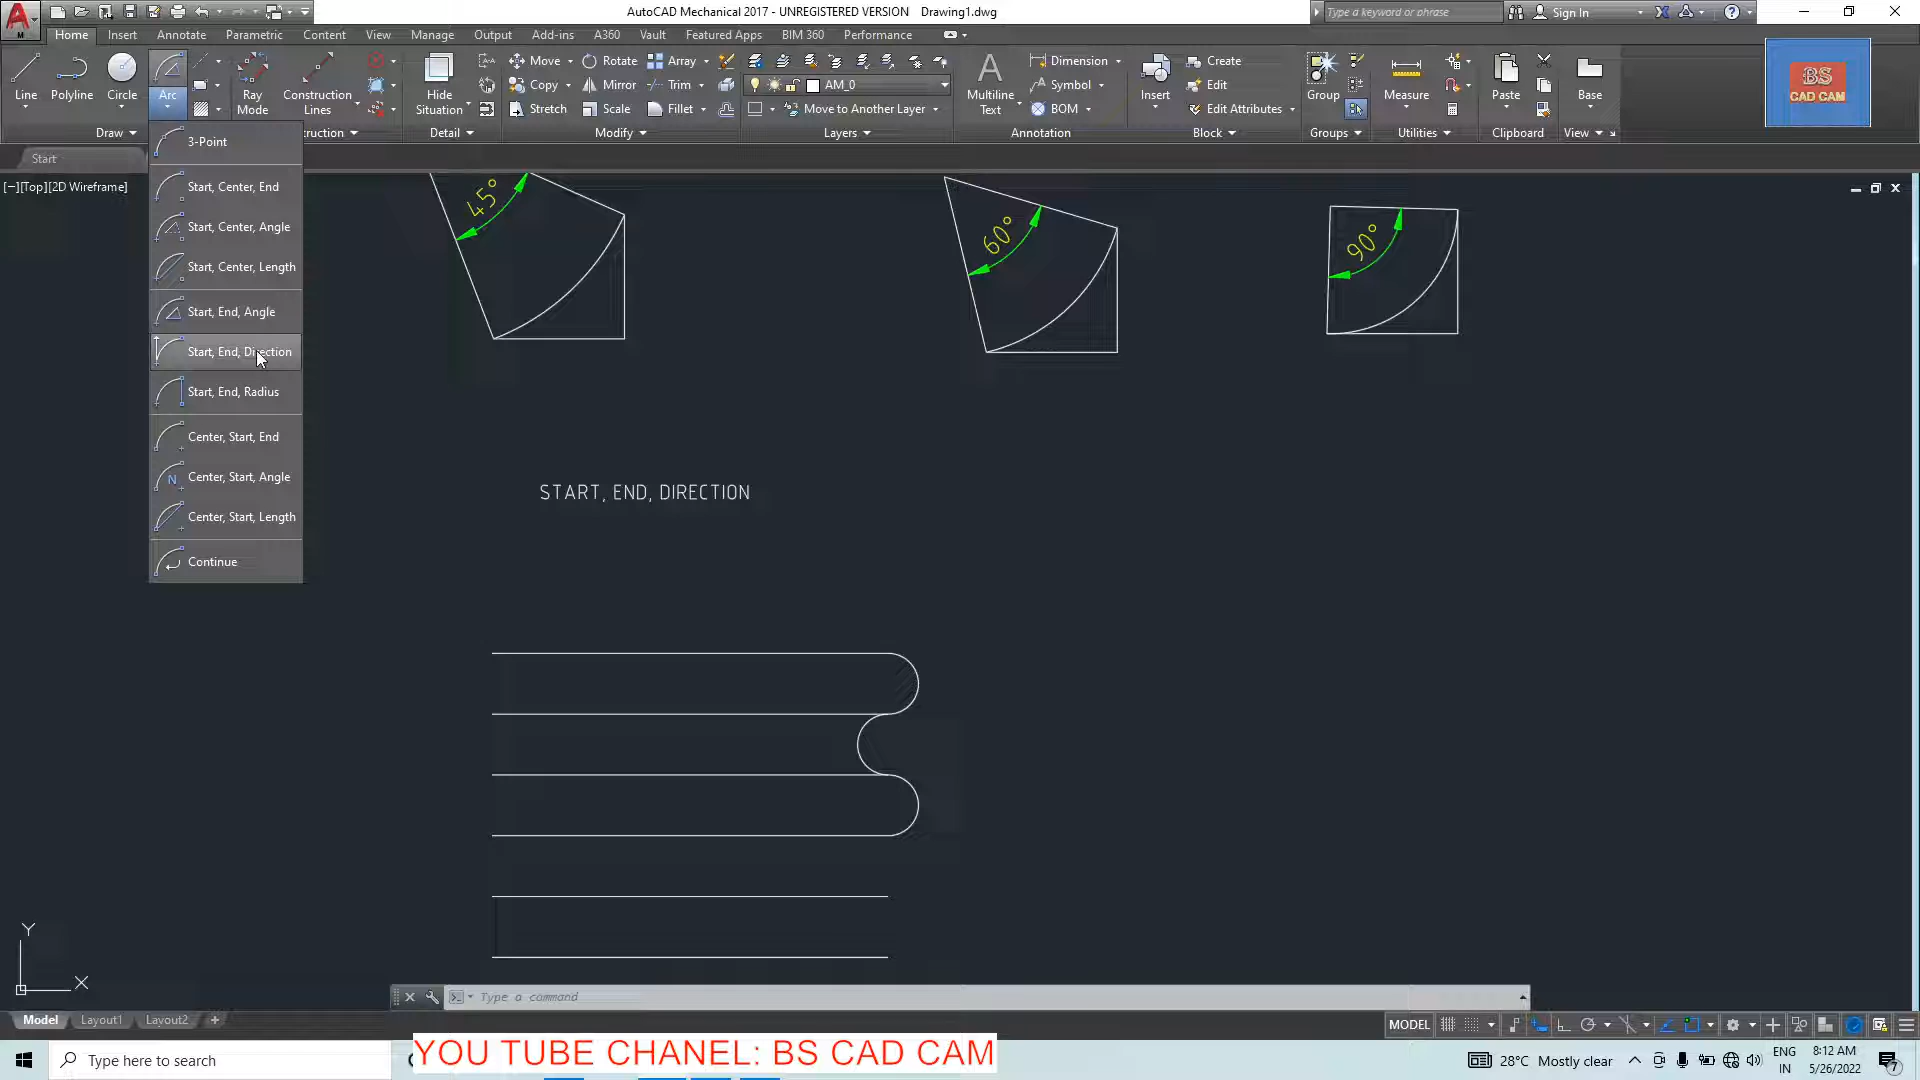 AutoCAD Mechanical 2017 - UNREGISTERED VERSION Drawing1.dwg
Type a keyword or phrase
Sign In
Home Insert Annotate Parametric Content View Manage Output Add-ins A360 Vault Featured Apps BIM 360 Performance
Line Polyline Circle Arc
Ray Mode
Construction Lines
Hide Situation
Move Rotate Array
Copy Mirror Trim
Stretch Scale Fillet
AM_0
Move to Another Layer
Multiline Text
Dimension
Symbol
BOM
Insert
Create
Edit
Edit Attributes
Group
Measure
Paste
Base
BS
CAD CAM
Draw
ruction
Detail
Modify
Layers
Annotation
Block
Groups
Utilities
Clipboard
View
Start
[−][Top][2D Wireframe]
3-Point
Start, Center, End
Start, Center, Angle
Start, Center, Length
Start, End, Angle
Start, End, Direction
Start, End, Radius
Center, Start, End
Center, Start, Angle
Center, Start, Length
Continue
45°
60°
90°
START, END, DIRECTION
Y
X
Type a command
Model Layout1 Layout2
MODEL
Type here to search
YOU TUBE CHANEL: BS CAD CAM
28°C Mostly clear
ENG
IN
8:12 AM
5/26/2022
7